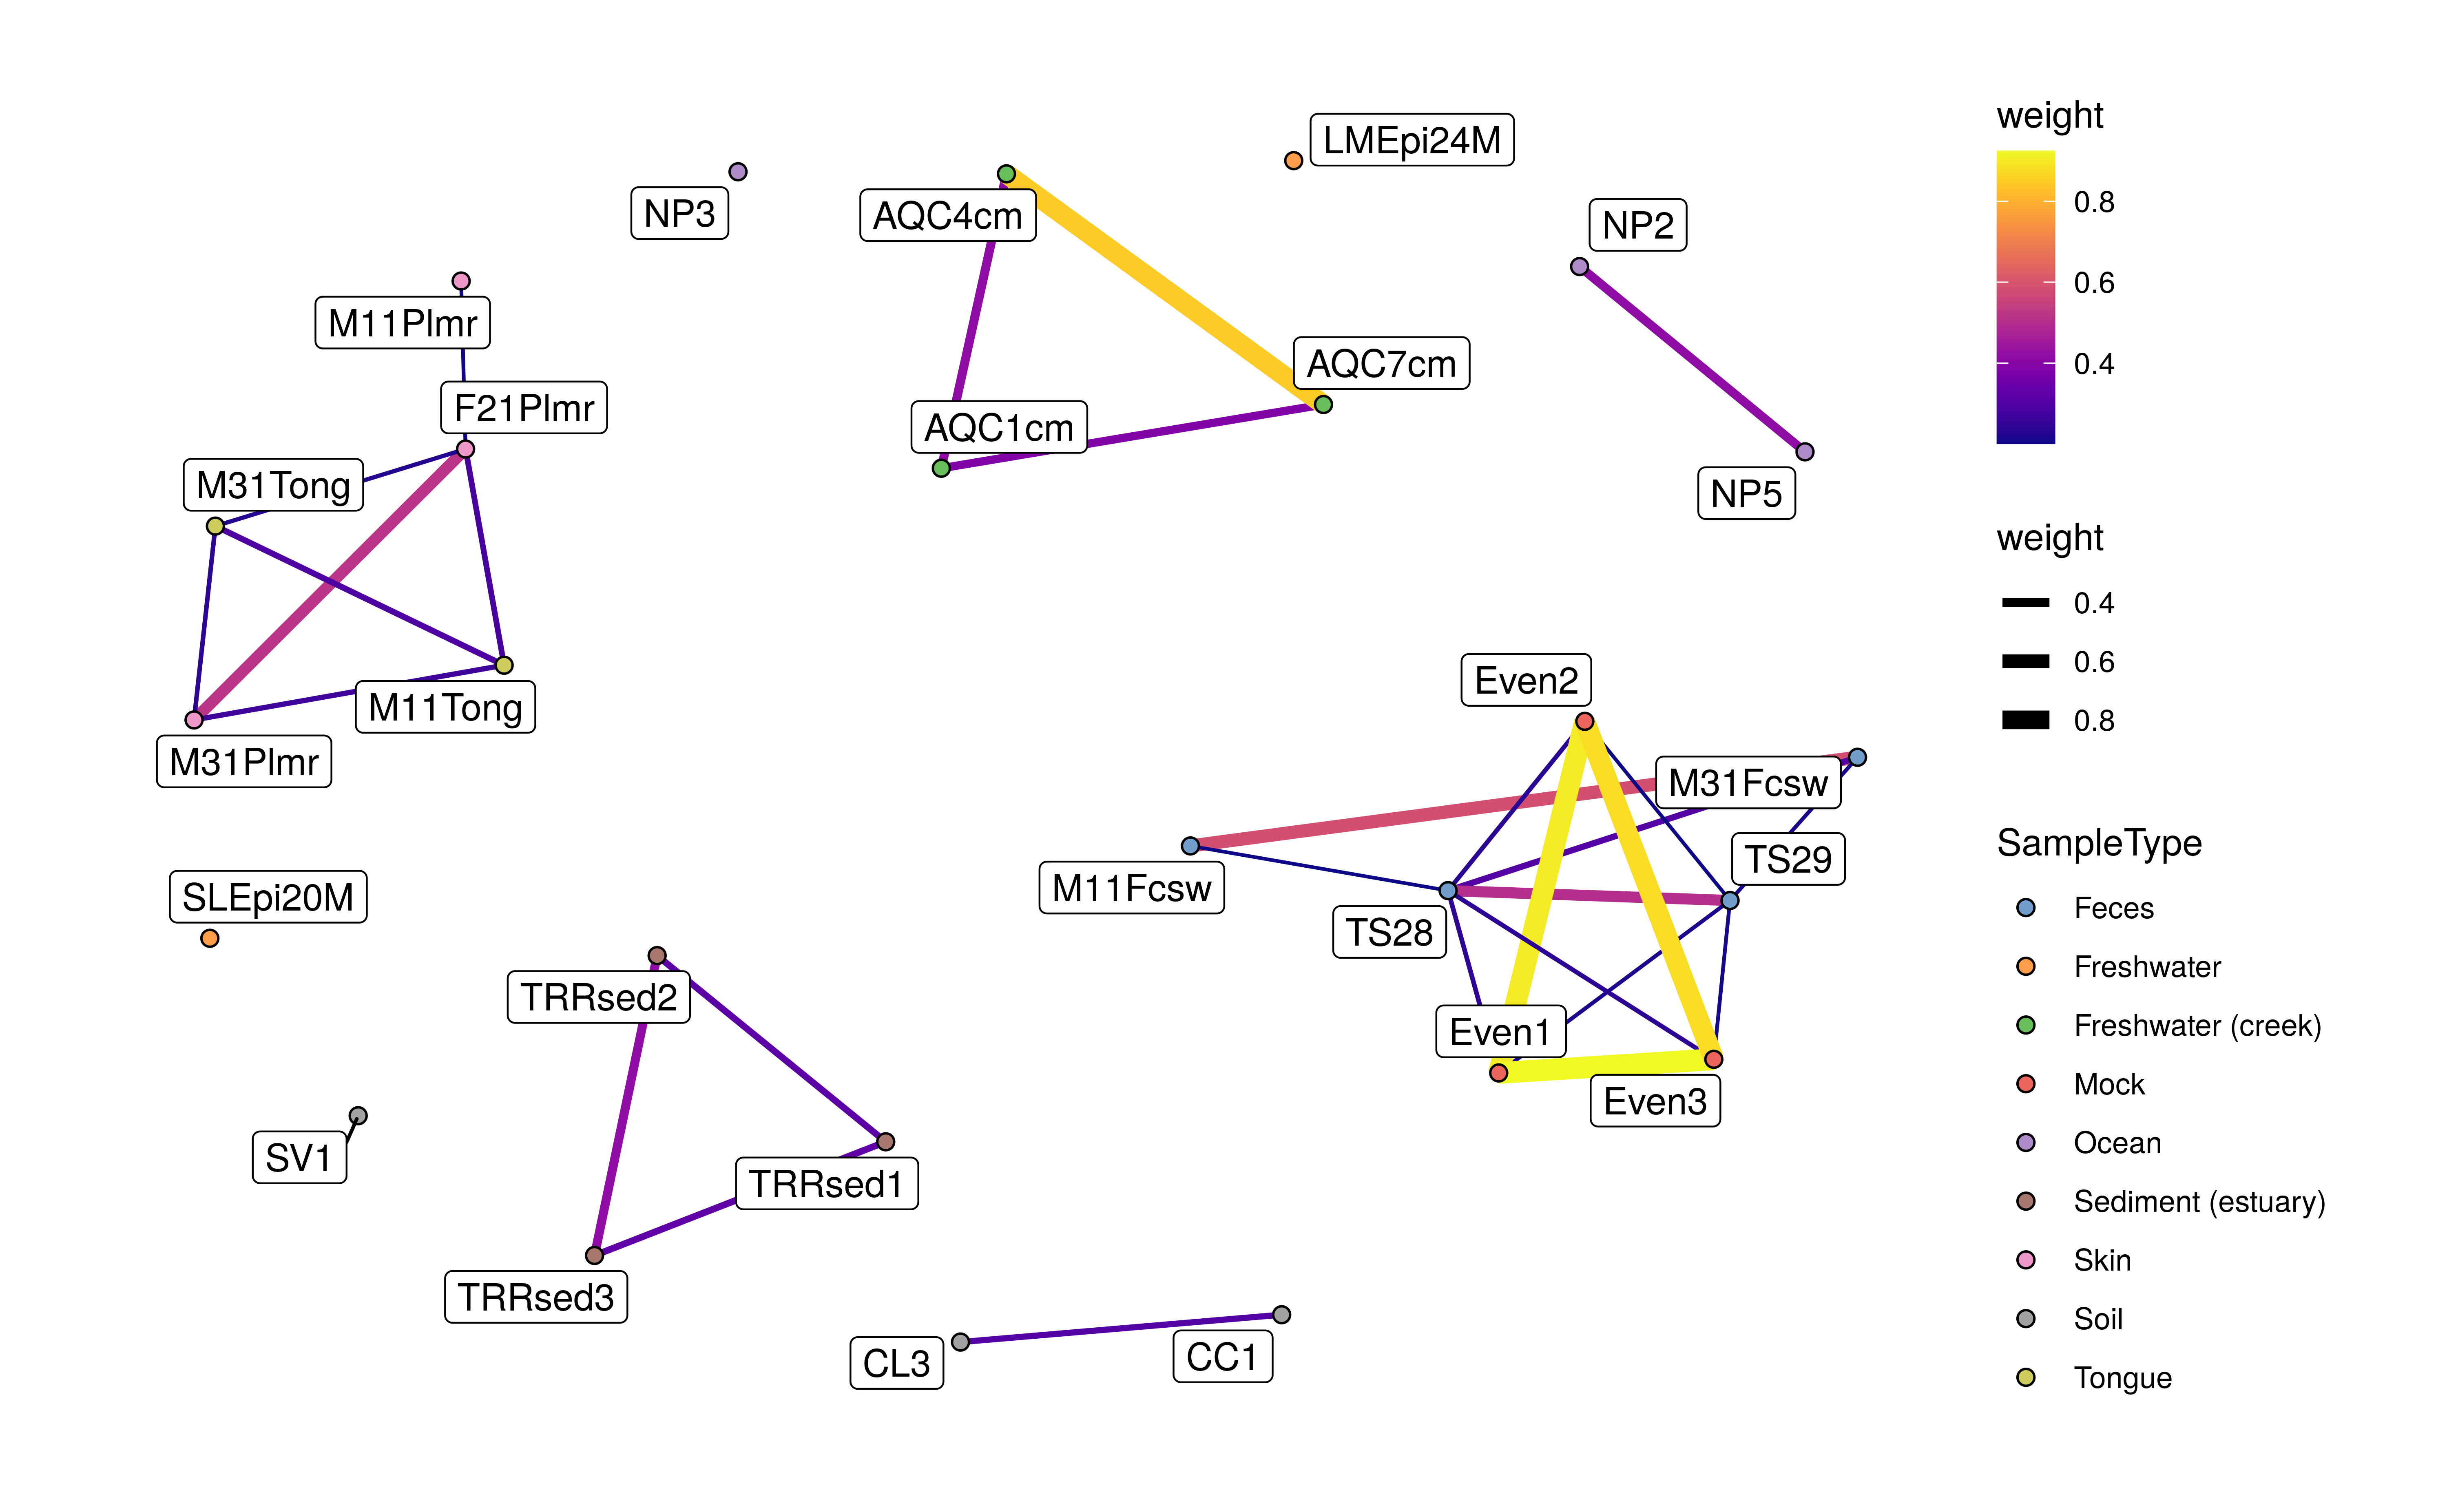 LMEpi24M
NP3
AQC4cm
NP2
M11Plmr
AQC7cm
F21Plmr
AQC1cm
M31Tong
NP5
Even2
M11Tong
M31Plmr
M31Fcsw
TS29
M11Fcsw
SLEpi20M
TS28
TRRsed2
Even1
Even3
SV1
TRRsed1
TRRsed3
CL3
CC1
weight
0.8
0.6
0.4
weight
0.4
0.6
0.8
SampleType
Feces
Freshwater
Freshwater (creek)
Mock
Ocean
Sediment (estuary)
Skin
Soil
Tongue